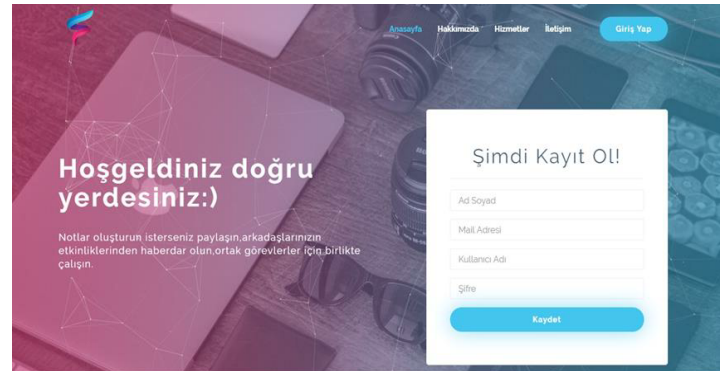 Anasayfa Hakkımızda Hizmetler İletişim Giriş Yap
Hoşgeldiniz doğru
yerdesiniz:)
Notlar oluşturun isterseniz paylaşın,arkadaşlarınızın
etkinliklerinden haberdar olun,ortak görevlerler için birlikte
çalışın.
Şimdi Kayıt Ol!
Ad Soyad
Mail Adresi
Kullanıcı Adı
Şifre
Kaydet